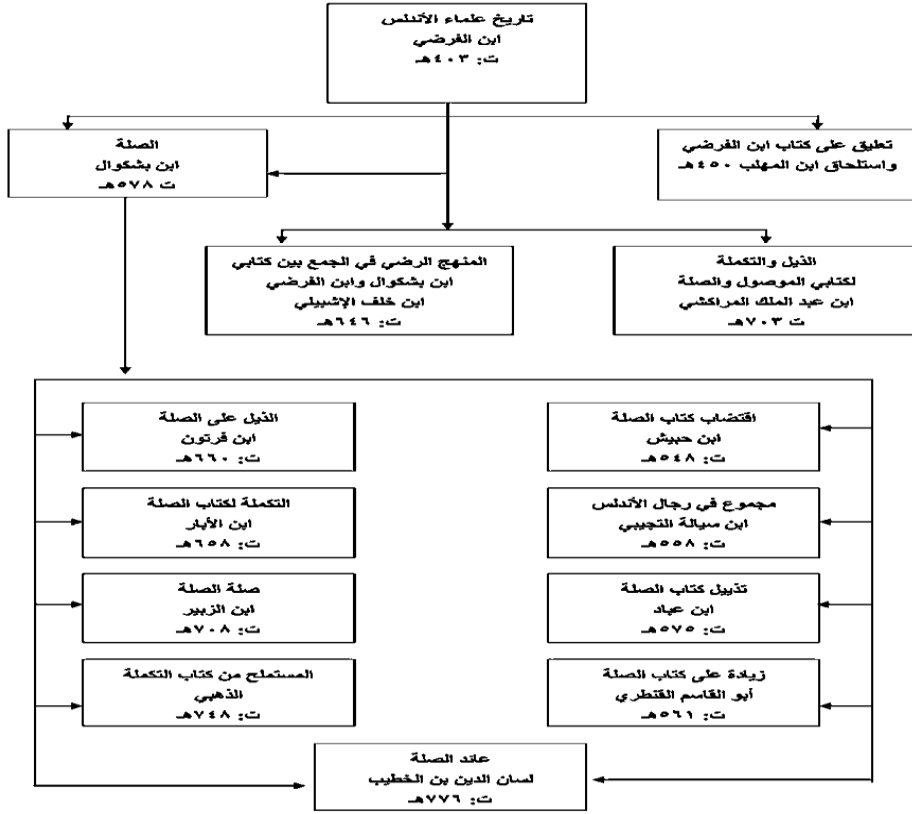 تاريخ علماء الأندلس
ابن الفرضي
ت: ٤٠٣هـ
تعليق على كتاب ابن الفرضي
واستلحاق ابن المهلب ٤٥٠هـ
الصلة
ابن بشكوال
ت ٥٧٨هـ
الذيل والتكملة
لكتابي الموصول والصلة
ابن عبد الملك المراكشي
ت ٧٠٣هـ
المنهج الرضي في الجمع بين كتابي
ابن بشكوال وابن الفرضي
ابن خلف الإشبيلي
ت: ٦٤٦هـ
اقتضاب كتاب الصلة
ابن حبيش
ت: ٥٤٨هـ
الذيل على الصلة
ابن فرتون
ت: ٦٦٠هـ
مجموع في رجال الأندلس
ابن سيالة التجيبي
ت: ٥٥٨هـ
التكملة لكتاب الصلة
ابن الأبار
ت: ٦٥٨هـ
تذييل كتاب الصلة
ابن عياد
ت: ٥٧٥هـ
صلة الصلة
ابن الزبير
ت: ٧٠٨هـ
زيادة على كتاب الصلة
أبو القاسم القنطري
ت: ٥٦١هـ
المستملح من كتاب التكملة
الذهبي
ت: ٧٤٨هـ
عائد الصلة
لسان الدين بن الخطيب
ت: ٧٧٦هـ